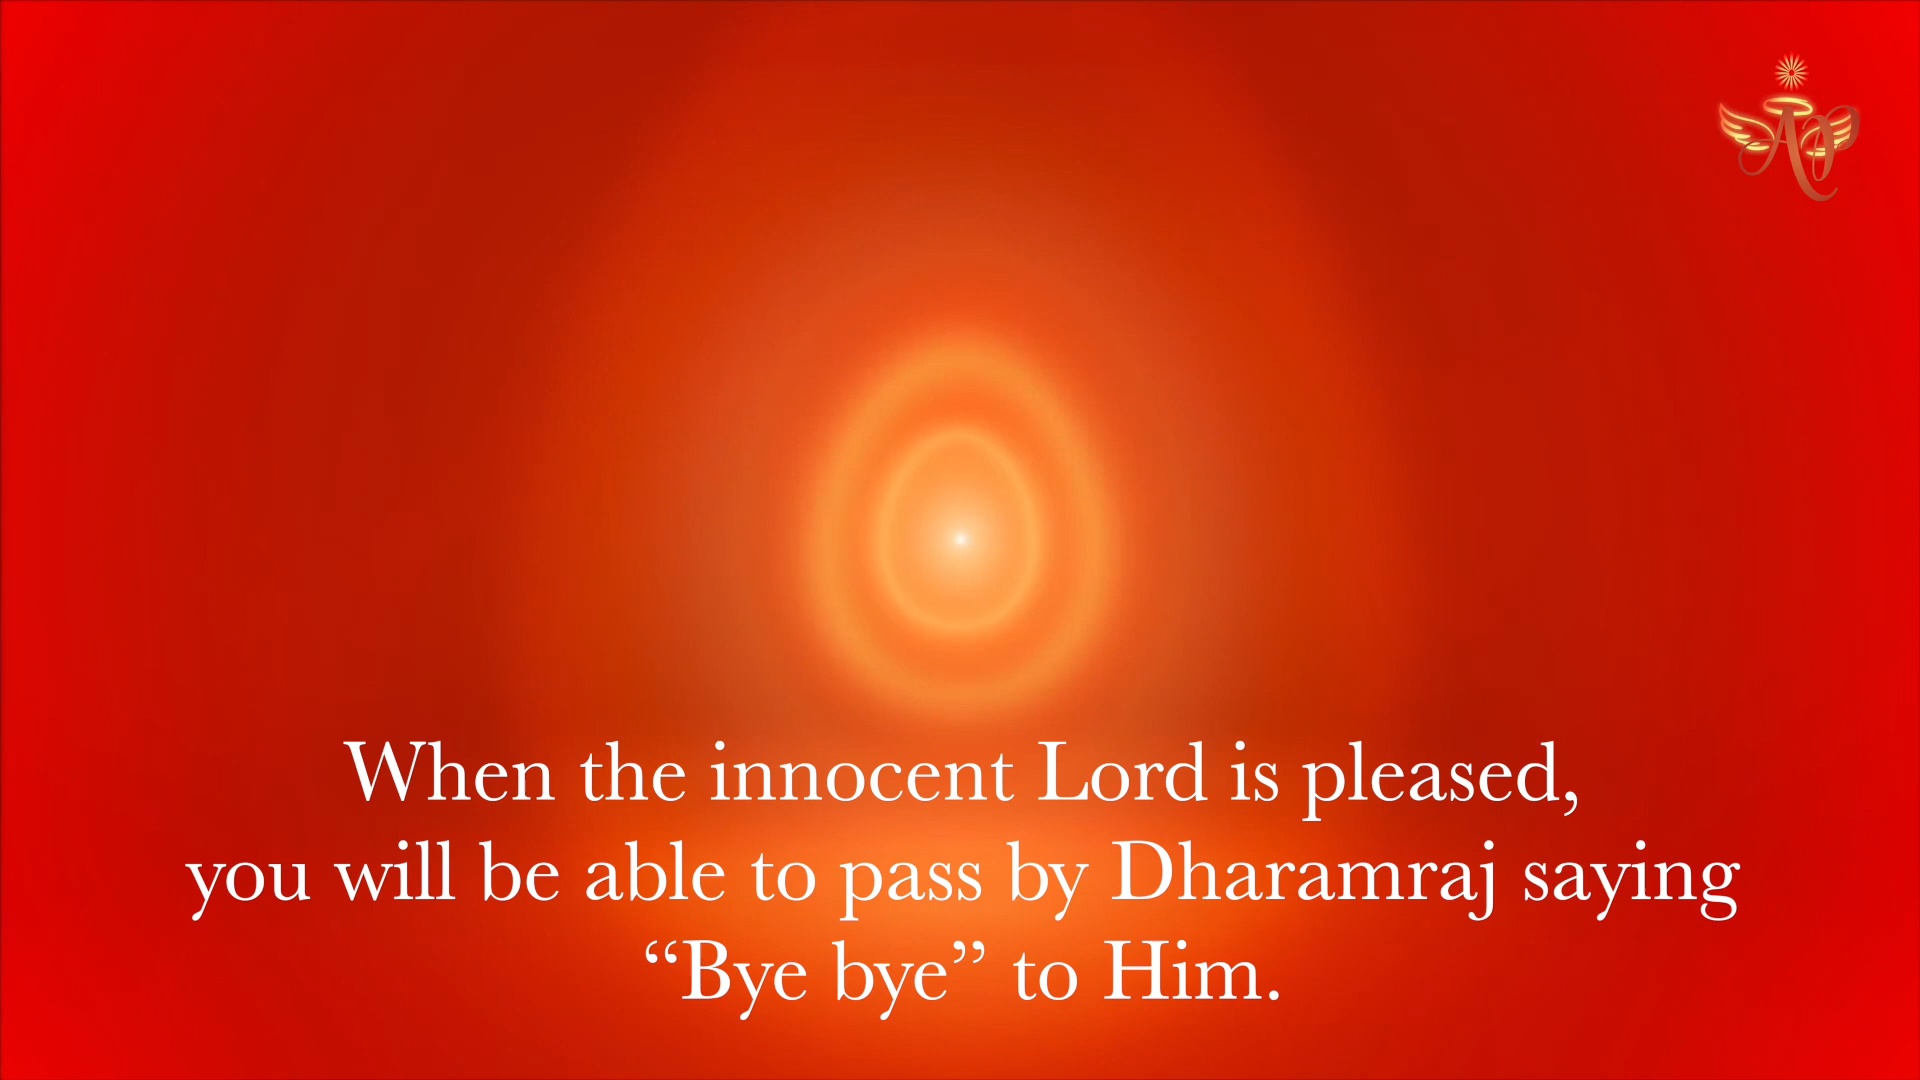 When the innocent Lord is pleased,
you will be able to pass by Dharamraj saying
“Bye bye” to Him.